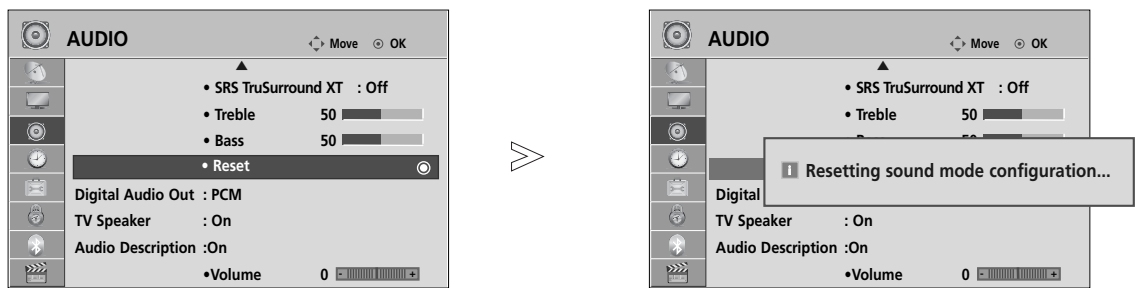 AUDIO
Move OK
• SRS TruSurround XT : Off
• Treble 50
• Bass 50
• Reset
Digital Audio Out : PCM
TV Speaker : On
Audio Description :On
•Volume 0 - +
AUDIO
Move OK
• SRS TruSurround XT : Off
• Treble 50
Resetting sound mode configuration...
Digital
TV Speaker : On
Audio Description :On
•Volume 0 - +